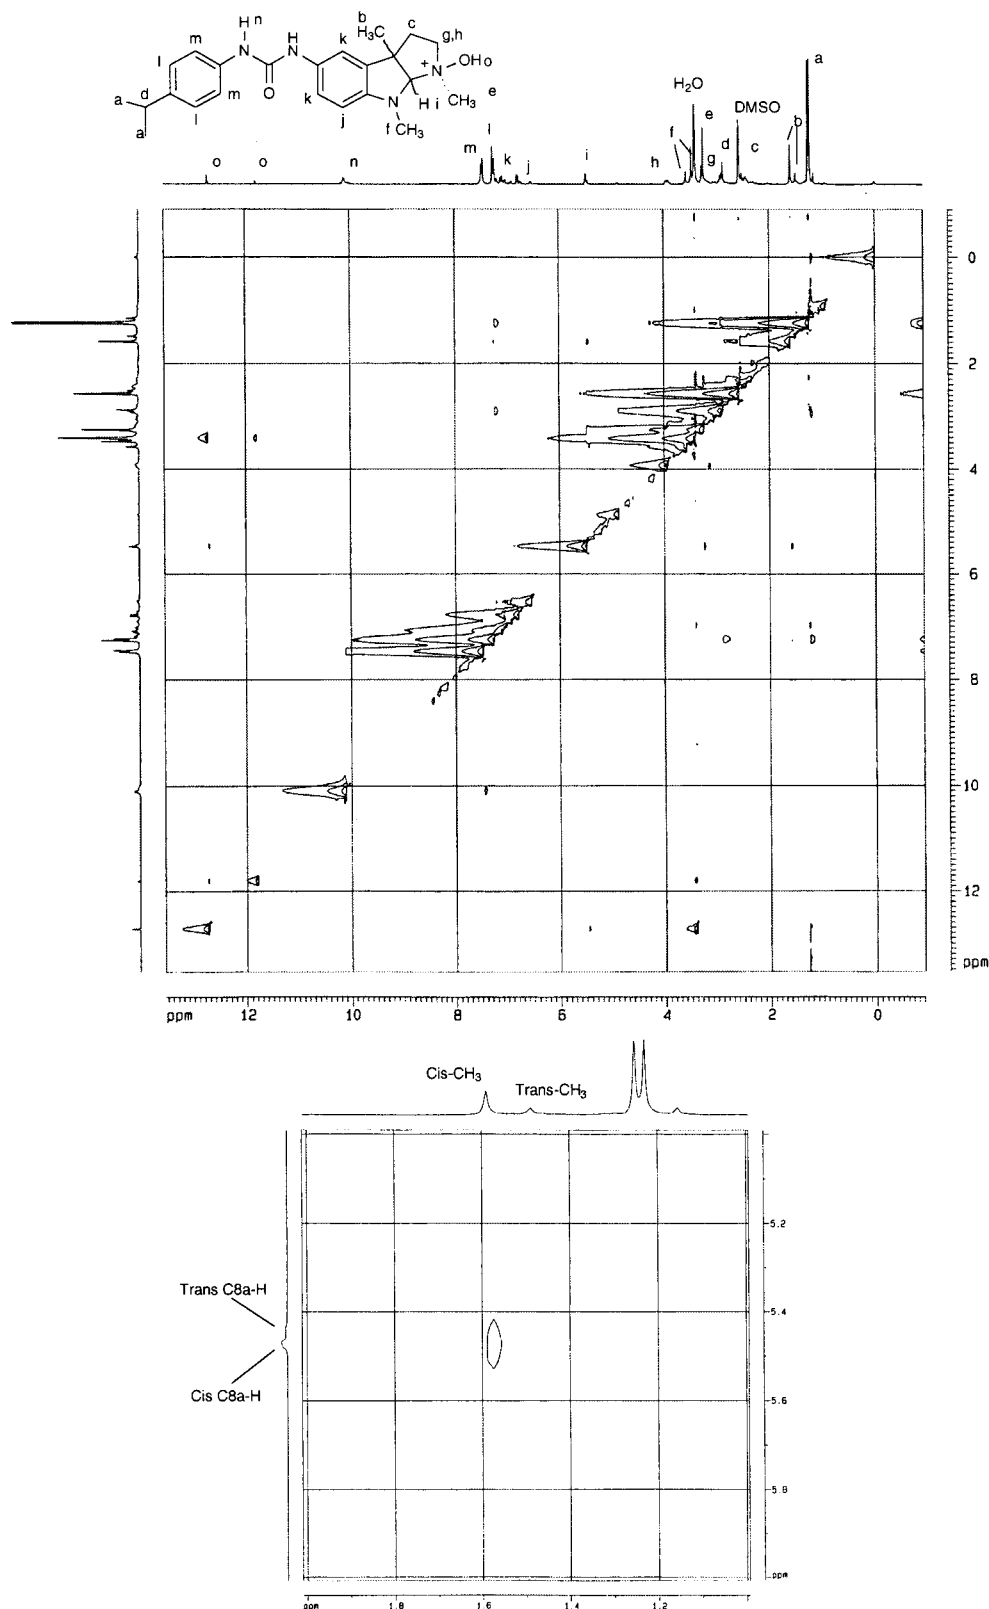 H n
b
H₃C
c
g,h
m
N
H
N
k
l
O
+
N
OHo
a
m
k
N
H i
CH₃
e
l
j
f CH₃
a
d
H₂O
a
e
DMSO
f
b
o
o
n
m
l
k
j
i
h
g
d
c
0
2
4
6
8
10
12
ppm
ppm
10
8
6
4
2
0
Cis-CH₃
Trans-CH₃
5.2
Trans C8a-H
5.4
Cis C8a-H
5.6
5.8
ppm
ppm
1.8
1.6
1.4
1.2